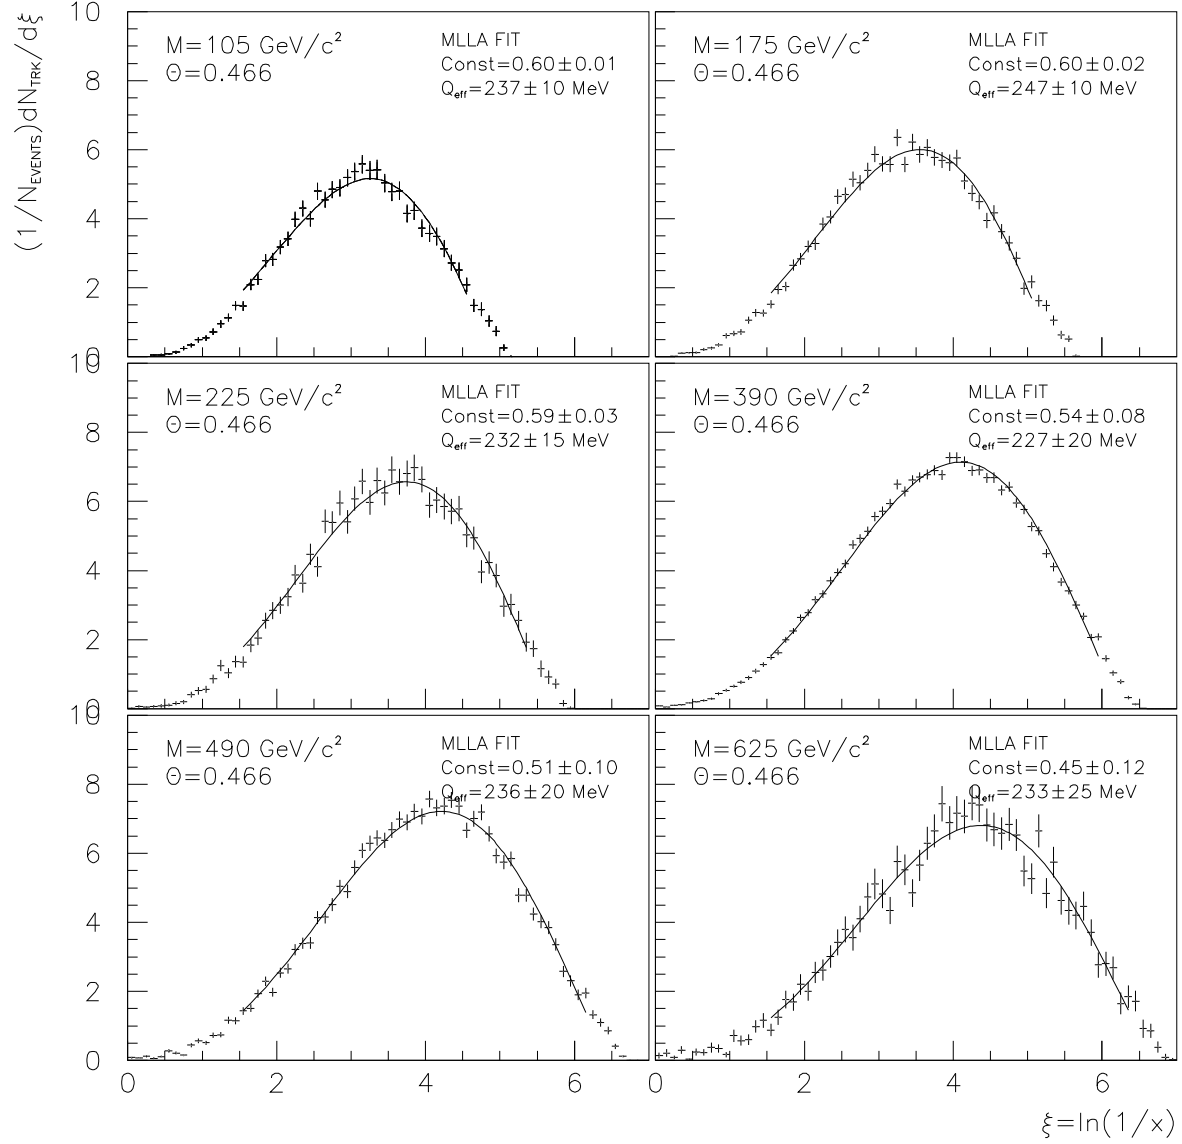 (1/N_EVENTS)dN_TRK/dξ
10
8
6
4
2
0
M=105 GeV/c²
Θ=0.466
MLLA FIT
Const=0.60±0.01
Q_eff=237±10 MeV
M=175 GeV/c²
Θ=0.466
MLLA FIT
Const=0.60±0.02
Q_eff=247±10 MeV
10
8
6
4
2
0
M=225 GeV/c²
Θ=0.466
MLLA FIT
Const=0.59±0.03
Q_eff=232±15 MeV
M=390 GeV/c²
Θ=0.466
MLLA FIT
Const=0.54±0.08
Q_eff=227±20 MeV
10
8
6
4
2
0
M=490 GeV/c²
Θ=0.466
MLLA FIT
Const=0.51±0.10
Q_eff=236±20 MeV
M=625 GeV/c²
Θ=0.466
MLLA FIT
Const=0.45±0.12
Q_eff=233±25 MeV
0 2 4 6 0 2 4 6
ξ=ln(1/x)